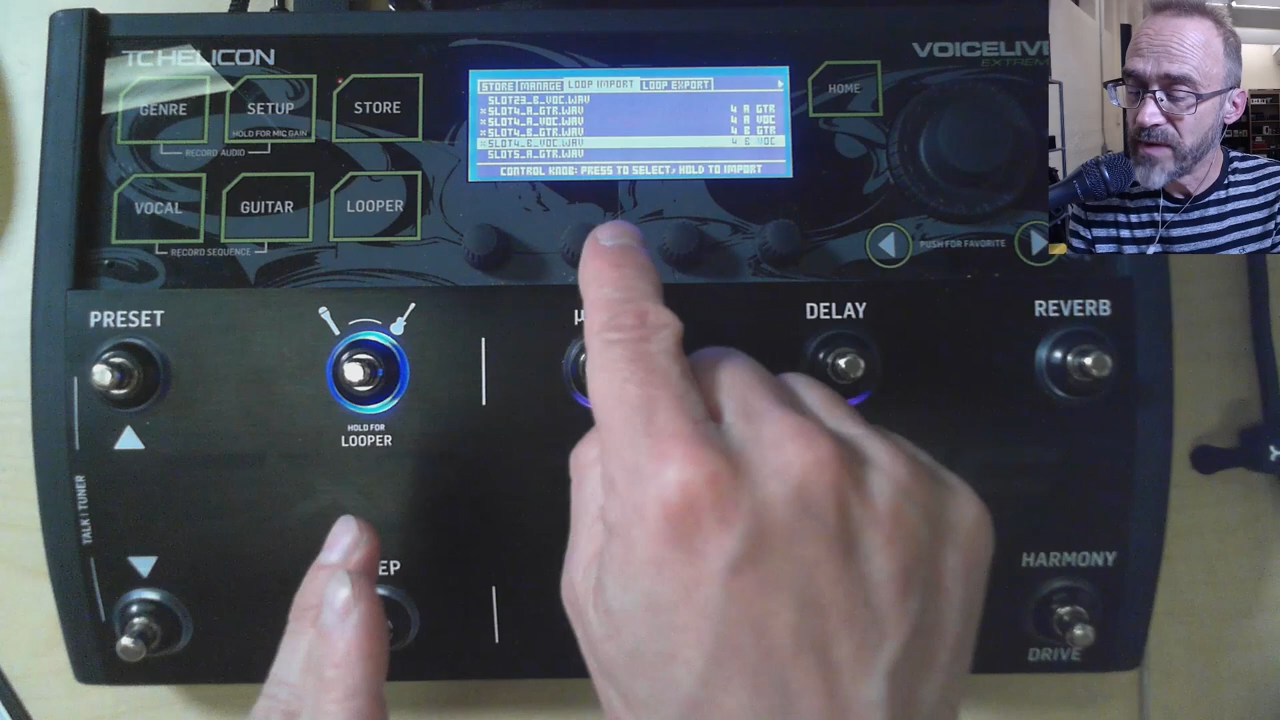 TC HELICON
VOICELIVE
EXTREM
GENRE
SETUP
HOLD FOR MIC GAIN
STORE
RECORD AUDIO
VOCAL
GUITAR
LOOPER
RECORD SEQUENCE
STORE MANAGE LOOP IMPORT LOOP EXPORT
SLOT23_B_VOC.WAV
SLOT4_A_GTR.WAV 4 A GTR
SLOT4_A_VOC.WAV 4 A VOC
SLOT4_B_GTR.WAV 4 B GTR
SLOT4_B_VOC.WAV 4 B VOC
SLOT5_A_GTR.WAV
CONTROL KNOB: PRESS TO SELECT, HOLD TO IMPORT
HOME
PUSH FOR FAVORITE
PRESET
HOLD FOR
LOOPER
μ
DELAY
REVERB
TALK | TUNER
EP
HARMONY
DRIVE